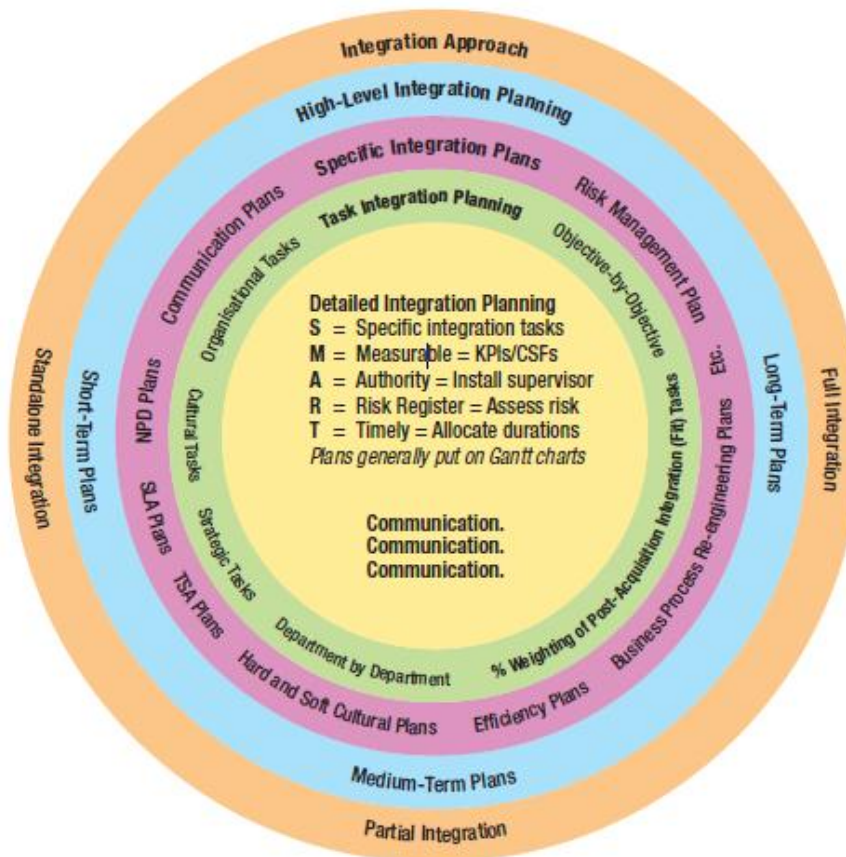 Integration Approach
Full Integration
Partial Integration
Standalone Integration
High-Level Integration Planning
Long-Term Plans
Medium-Term Plans
Short-Term Plans
Specific Integration Plans
Risk Management Plan
Etc.
Business Process Re-engineering Plans
Efficiency Plans
Hard and Soft Cultural Plans
TSA Plans
SLA Plans
NPD Plans
Communication Plans
Task Integration Planning
Objective-by-Objective
% Weighting of Post-Acquisition Integration (Fit) Tasks
Department by Department
Strategic Tasks
Cultural Tasks
Organisational Tasks
Detailed Integration Planning
S = Specific integration tasks
M = Measurable = KPIs/CSFs
A = Authority = Install supervisor
R = Risk Register = Assess risk
T = Timely = Allocate durations
Plans generally put on Gantt charts
Communication.
Communication.
Communication.